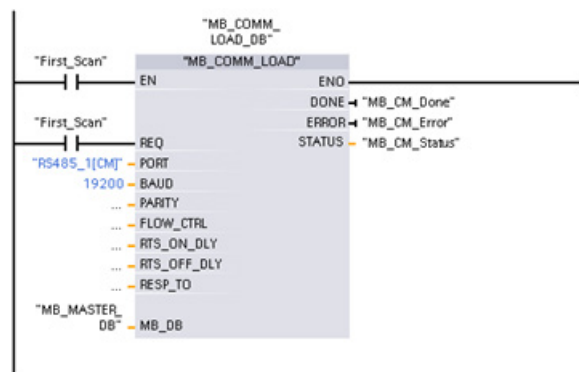 "MB_COMM_
LOAD_DB"
"First_Scan"
"MB_COMM_LOAD"
EN
ENO
DONE
"MB_CM_Done"
"First_Scan"
ERROR
"MB_CM_Error"
REQ
STATUS
"MB_CM_Status"
"RS485_1[CM]"
PORT
19200
BAUD
...
PARITY
...
FLOW_CTRL
...
RTS_ON_DLY
...
RTS_OFF_DLY
...
RESP_TO
"MB_MASTER_
DB"
MB_DB